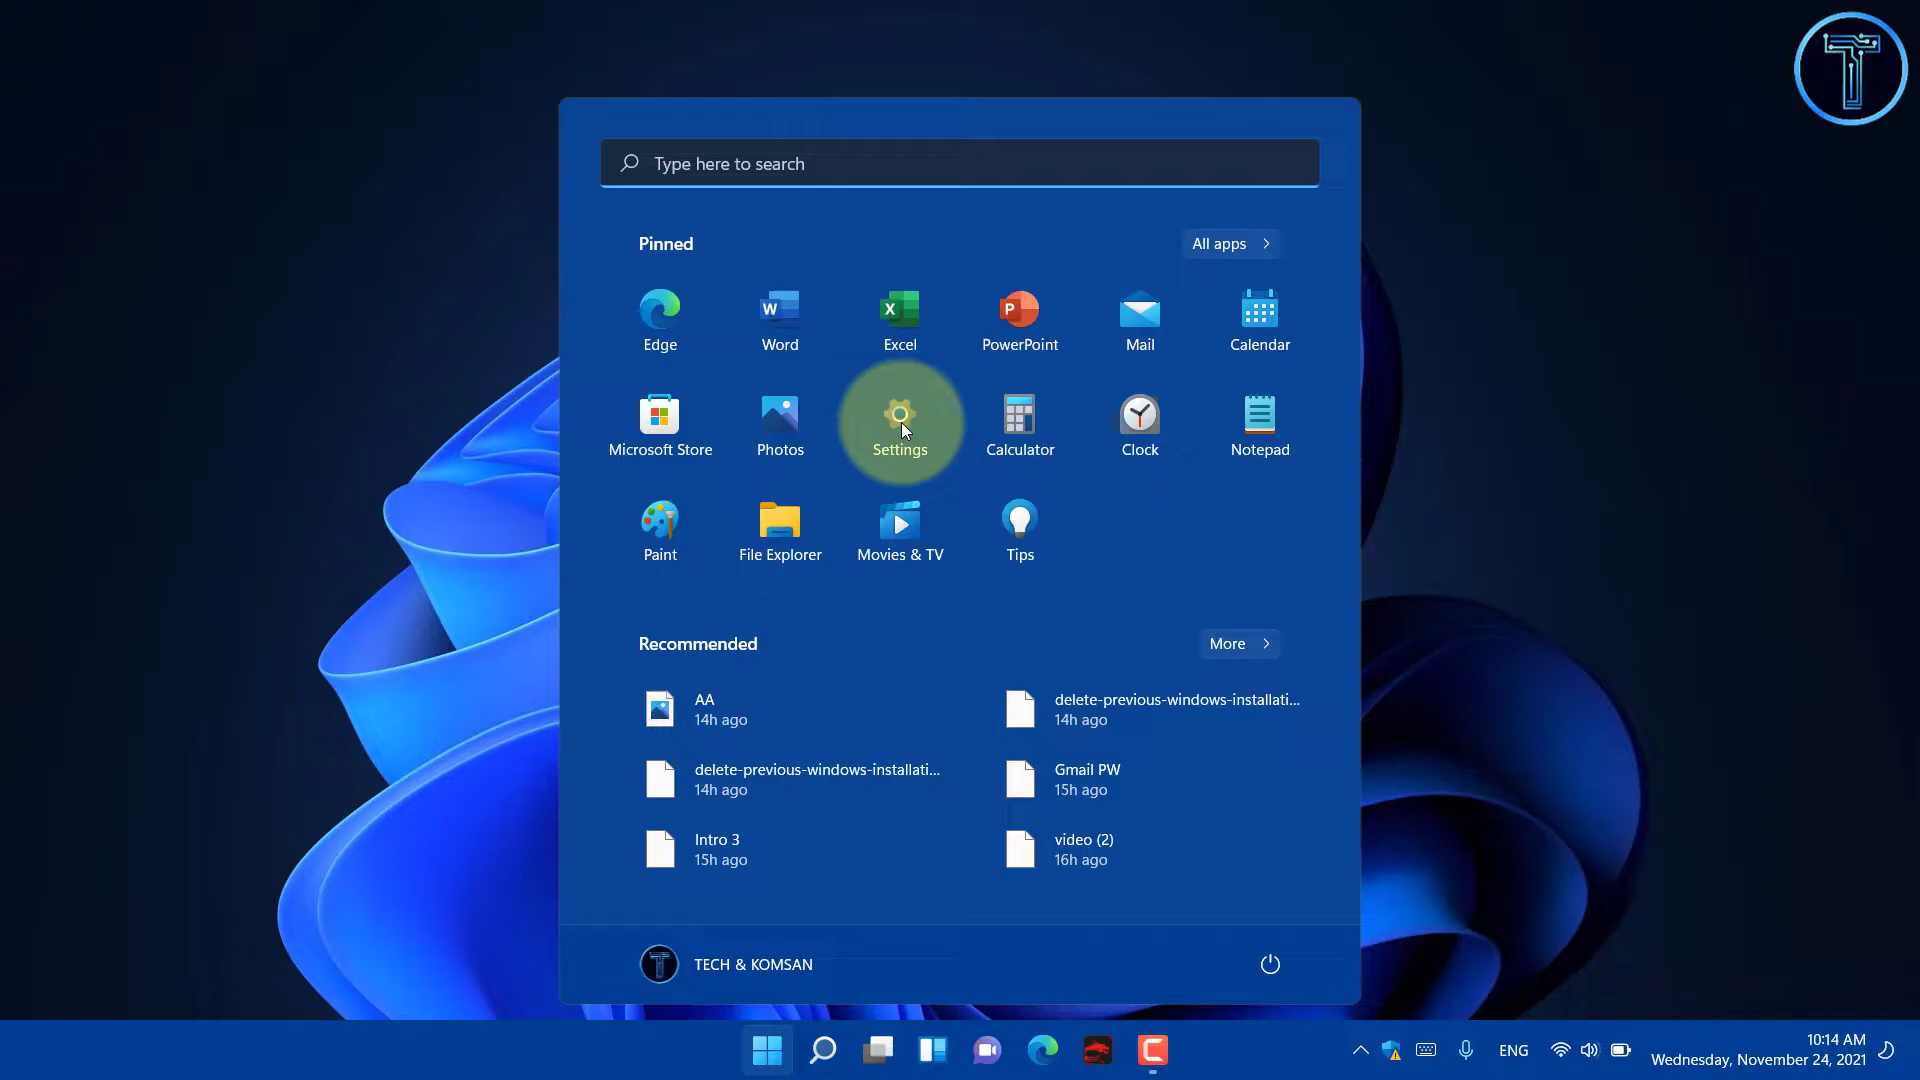 Type here to search
Pinned
All apps
Edge
Word
Excel
PowerPoint
Mail
Calendar
Microsoft Store
Photos
Settings
Calculator
Clock
Notepad
Paint
File Explorer
Movies & TV
Tips
Recommended
More
AA
14h ago
delete-previous-windows-installati...
14h ago
delete-previous-windows-installati...
14h ago
Gmail PW
15h ago
Intro 3
15h ago
video (2)
16h ago
TECH & KOMSAN
ENG
10:14 AM
Wednesday, November 24, 2021